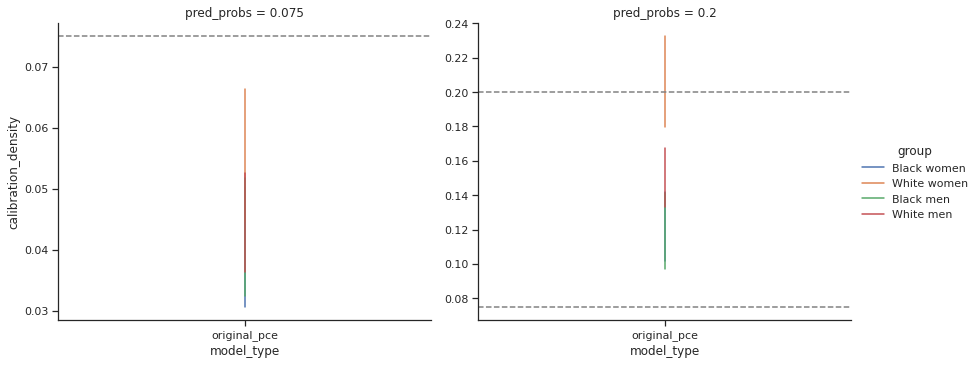 pred_probs = 0.075
calibration_density
0.07
0.06
0.05
0.04
0.03
original_pce
model_type
pred_probs = 0.2
0.24
0.22
0.20
0.18
0.16
0.14
0.12
0.10
0.08
original_pce
model_type
group
Black women
White women
Black men
White men